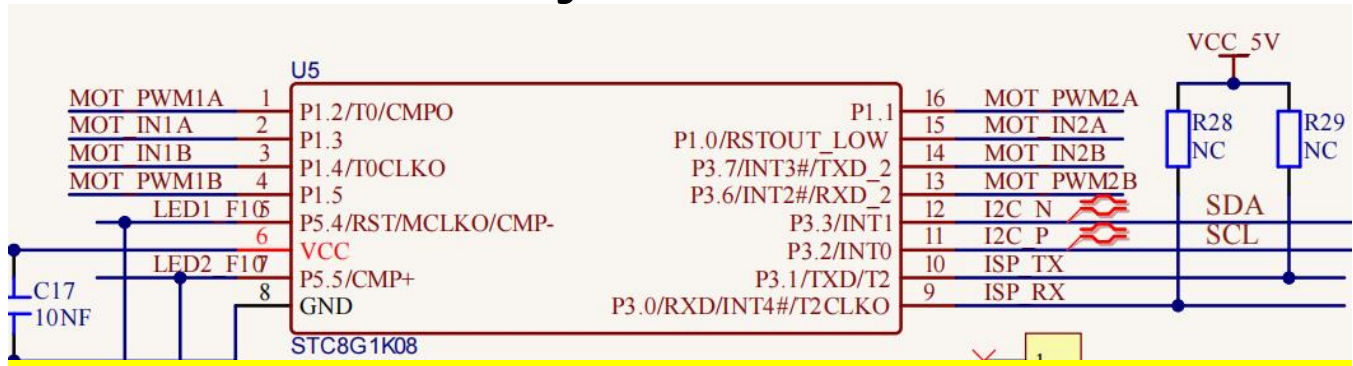 VCC_5V
U5
MOT_PWM1A 1 P1.2/T0/CMPO P1.1 16 MOT_PWM2A
MOT_IN1A 2 P1.3 P1.0/RSTOUT_LOW 15 MOT_IN2A R28 R29
MOT_IN1B 3 P1.4/T0CLKO P3.7/INT3#/TXD_2 14 MOT_IN2B NC NC
MOT_PWM1B 4 P1.5 P3.6/INT2#/RXD_2 13 MOT_PWM2B
LED1_F10 5 P5.4/RST/MCLKO/CMP- P3.3/INT1 12 I2C_N SDA
6 VCC P3.2/INT0 11 I2C_P SCL
LED2_F10 7 P5.5/CMP+ P3.1/TXD/T2 10 ISP_TX
C17 8 GND P3.0/RXD/INT4#/T2CLKO 9 ISP_RX
10NF
STC8G1K08